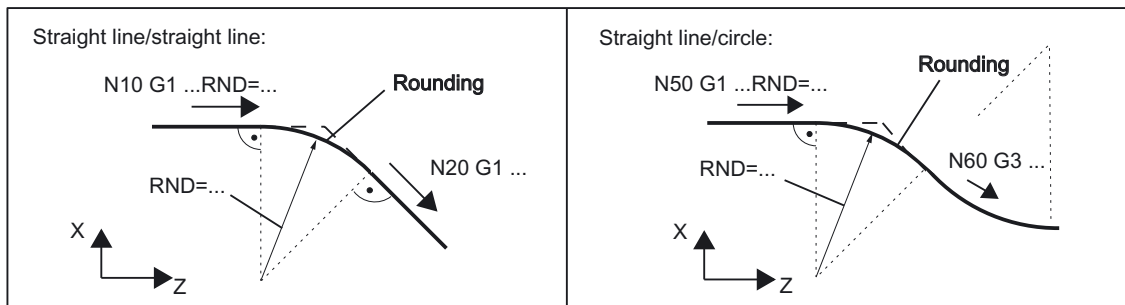 Straight line/straight line:
N10 G1 ...RND=...
Rounding
N20 G1 ...
RND=...
X
Z
Straight line/circle:
N50 G1 ...RND=...
Rounding
N60 G3 ...
RND=...
X
Z